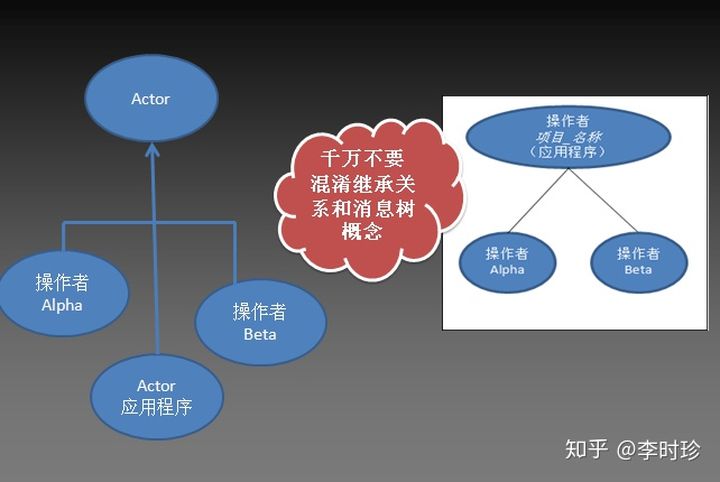 Actor
操作者
Alpha
操作者
Beta
Actor
应用程序
千万不要
混淆继承关
系和消息树
概念
操作者
项目_名称
（应用程序）
操作者
Alpha
操作者
Beta
知乎 @李时珍